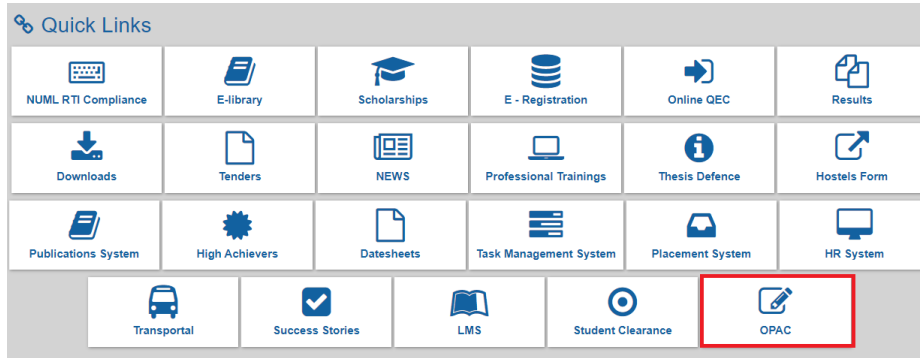 Quick Links
NUML RTI Compliance
E-library
Scholarships
E - Registration
Online QEC
Results
Downloads
Tenders
NEWS
Professional Trainings
Thesis Defence
Hostels Form
Publications System
High Achievers
Datesheets
Task Management System
Placement System
HR System
Transportal
Success Stories
LMS
Student Clearance
OPAC